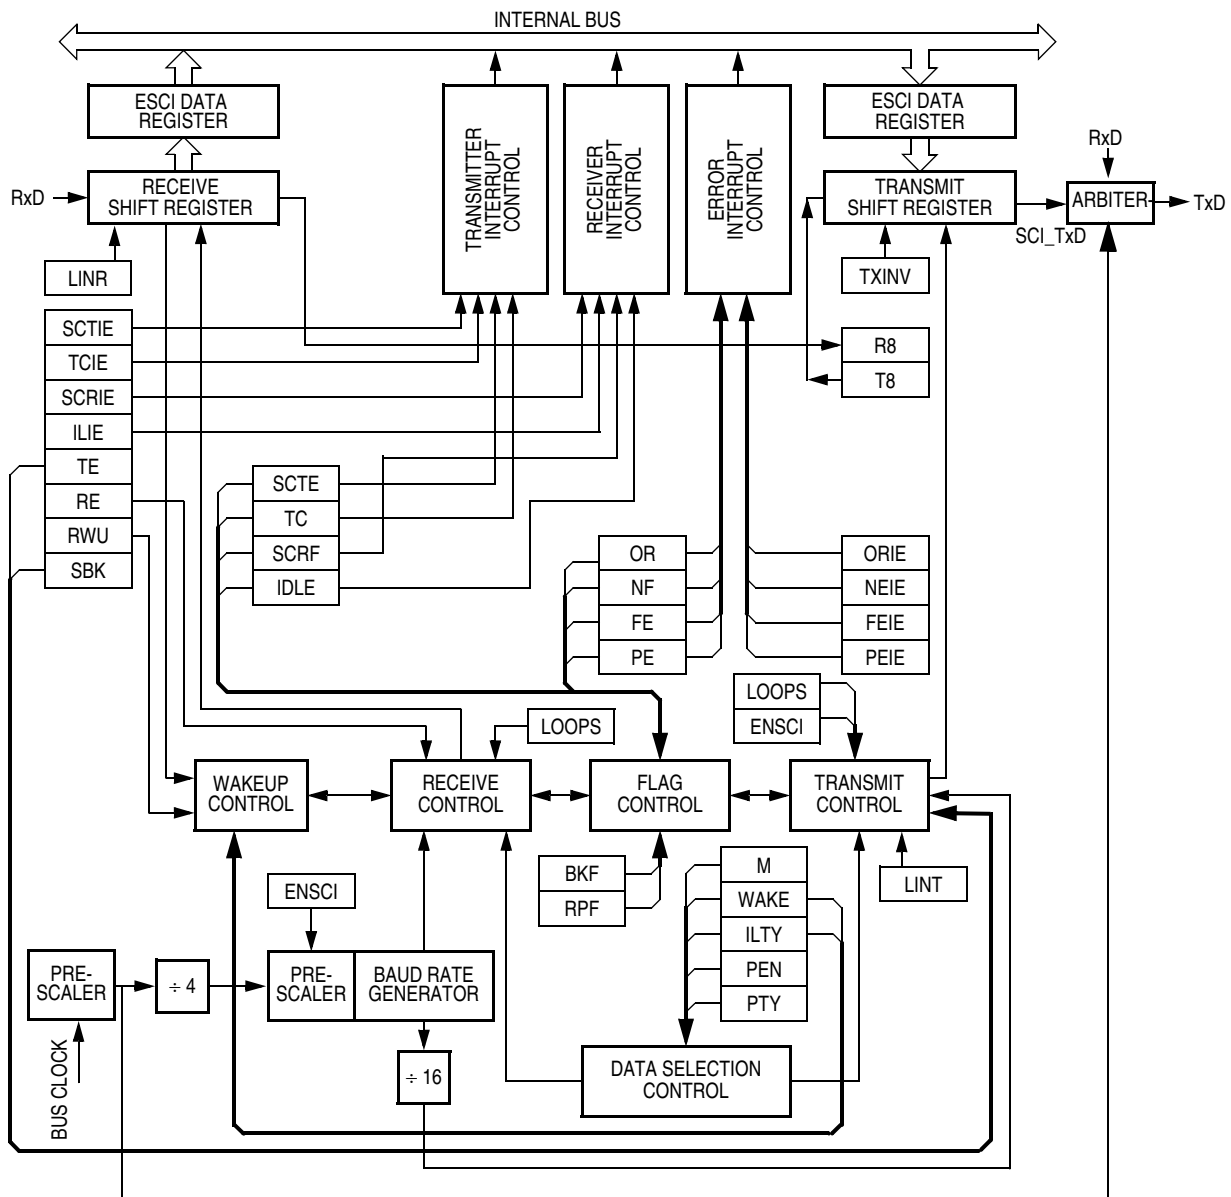 INTERNAL BUS
ESCI DATA
REGISTER
TRANSMITTER
INTERRUPT
CONTROL
RECEIVER
INTERRUPT
CONTROL
ERROR
INTERRUPT
CONTROL
ESCI DATA
REGISTER
RxD
RxD
RECEIVE
SHIFT REGISTER
TRANSMIT
SHIFT REGISTER
ARBITER
TxD
SCI_TxD
LINR
TXINV
SCTIE
TCIE
SCRIE
ILIE
TE
RE
RWU
SBK
R8
T8
SCTE
TC
SCRF
IDLE
OR
NF
FE
PE
ORIE
NEIE
FEIE
PEIE
LOOPS
LOOPS
ENSCI
WAKEUP
CONTROL
RECEIVE
CONTROL
FLAG
CONTROL
TRANSMIT
CONTROL
BKF
RPF
M
WAKE
ILTY
PEN
PTY
LINT
ENSCI
PRE-
SCALER
÷ 4
PRE-
SCALER
BAUD RATE
GENERATOR
BUS CLOCK
÷ 16
DATA SELECTION
CONTROL